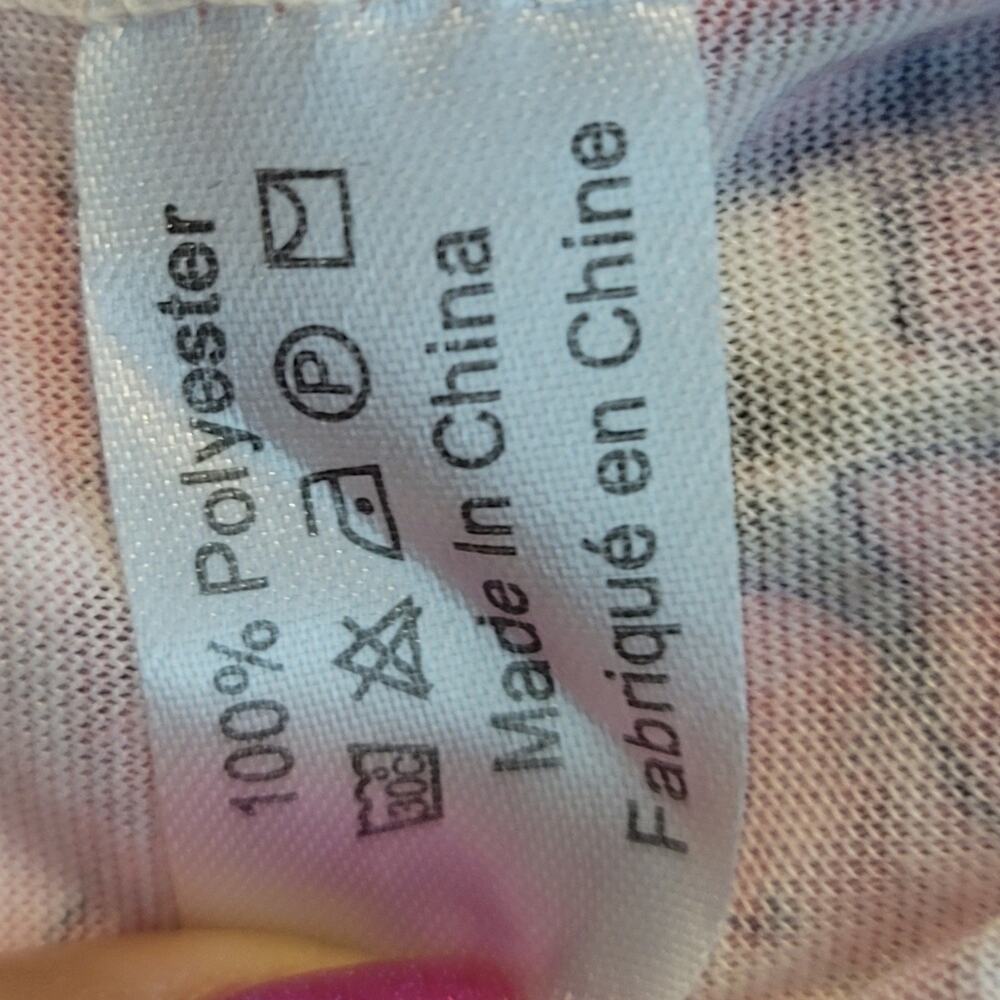 100% Polyester
30C P
Made In China
Fabriqué en Chine